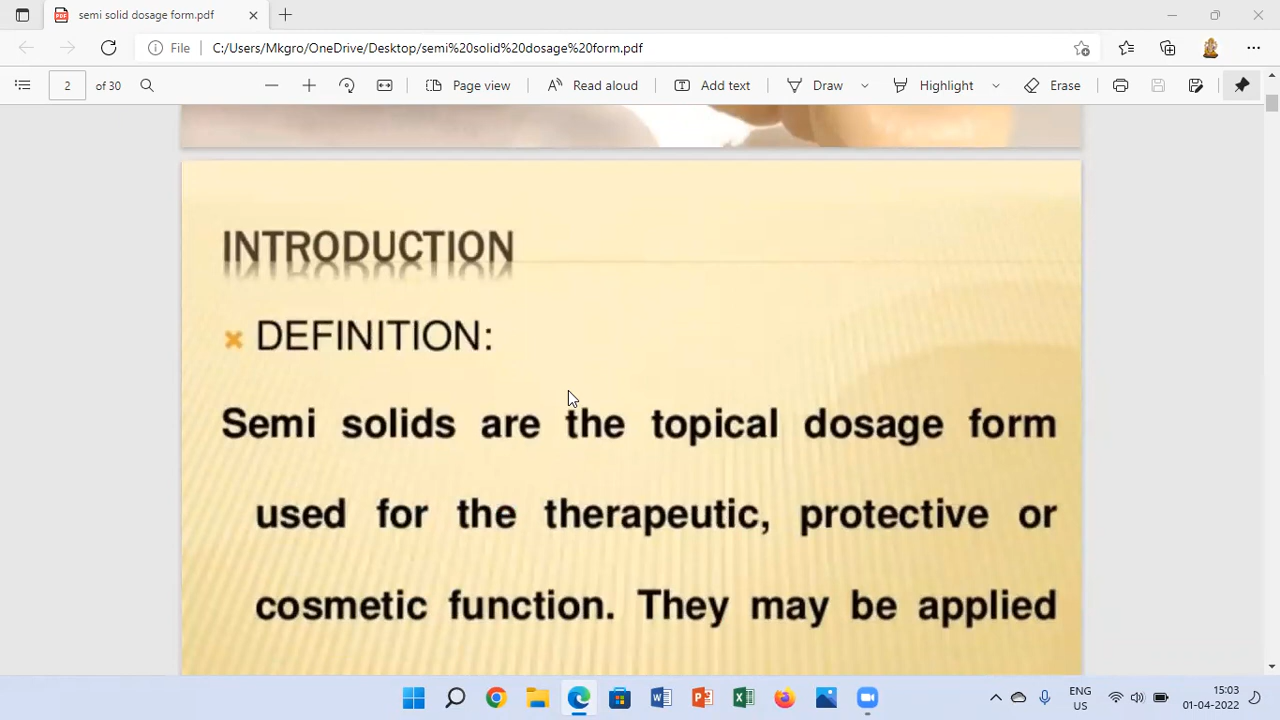 semi solid dosage form.pdf
File C:/Users/Mkgro/OneDrive/Desktop/semi%20solid%20dosage%20form.pdf
2 of 30 Page view Read aloud Add text Draw Highlight Erase
INTRODUCTION
DEFINITION:
Semi solids are the topical dosage form
used for the therapeutic, protective or
cosmetic function. They may be applied
ENG 15:03
US 01-04-2022